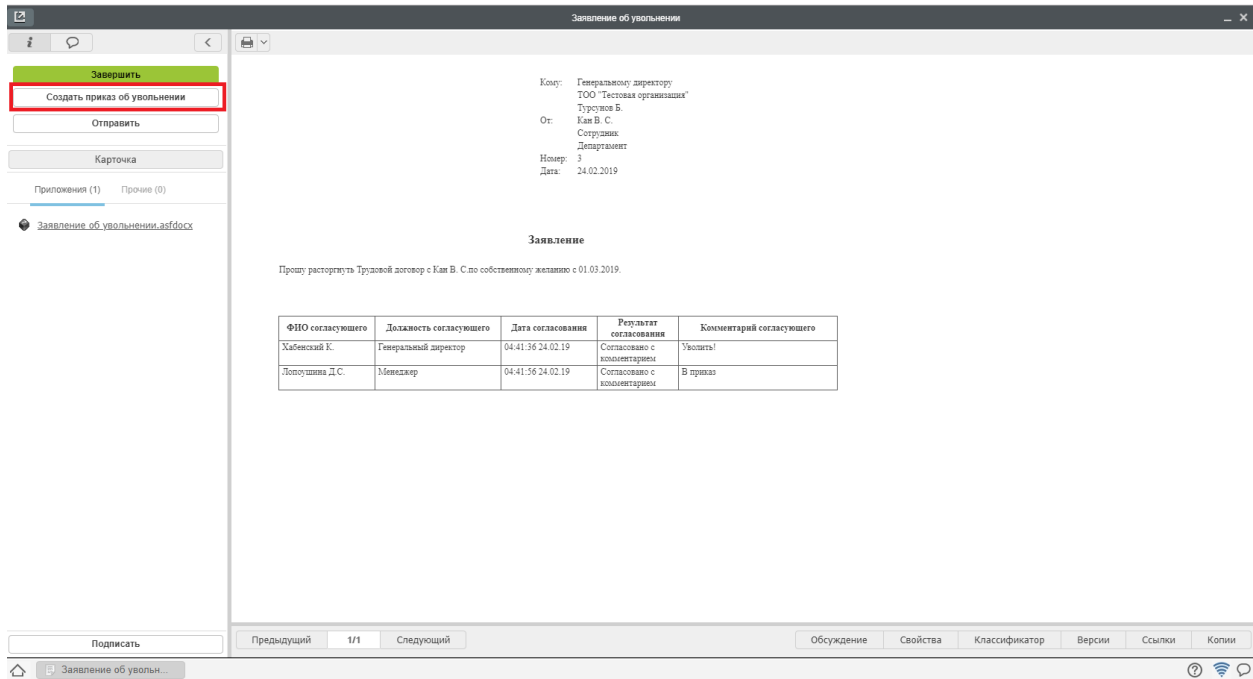 Заявление об увольнении
Завершить
Создать приказ об увольнении
Отправить
Карточка
Приложения (1) Прочие (0)
Заявление об увольнении.asfdocx
Подписать
Кому: Генеральному директору
ТОО "Тестовая организация"
Турсунов Б.
От: Кан В. С.
Сотрудник
Департамент
Номер: 3
Дата: 24.02.2019
Заявление
Прошу расторгнуть Трудовой договор с Кан В. С.по собственному желанию с 01.03.2019.
ФИО согласующего Должность согласующего Дата согласования Результат согласования Комментарий согласующего
Хабенский К. Генеральный директор 04:41:36 24.02.19 Согласовано с комментарием Уволить!
Лопоушина Д.С. Менеджер 04:41:56 24.02.19 Согласовано с комментарием В приказ
Предыдущий 1/1 Следующий Обсуждение Свойства Классификатор Версии Ссылки Копии
Заявление об увольн...